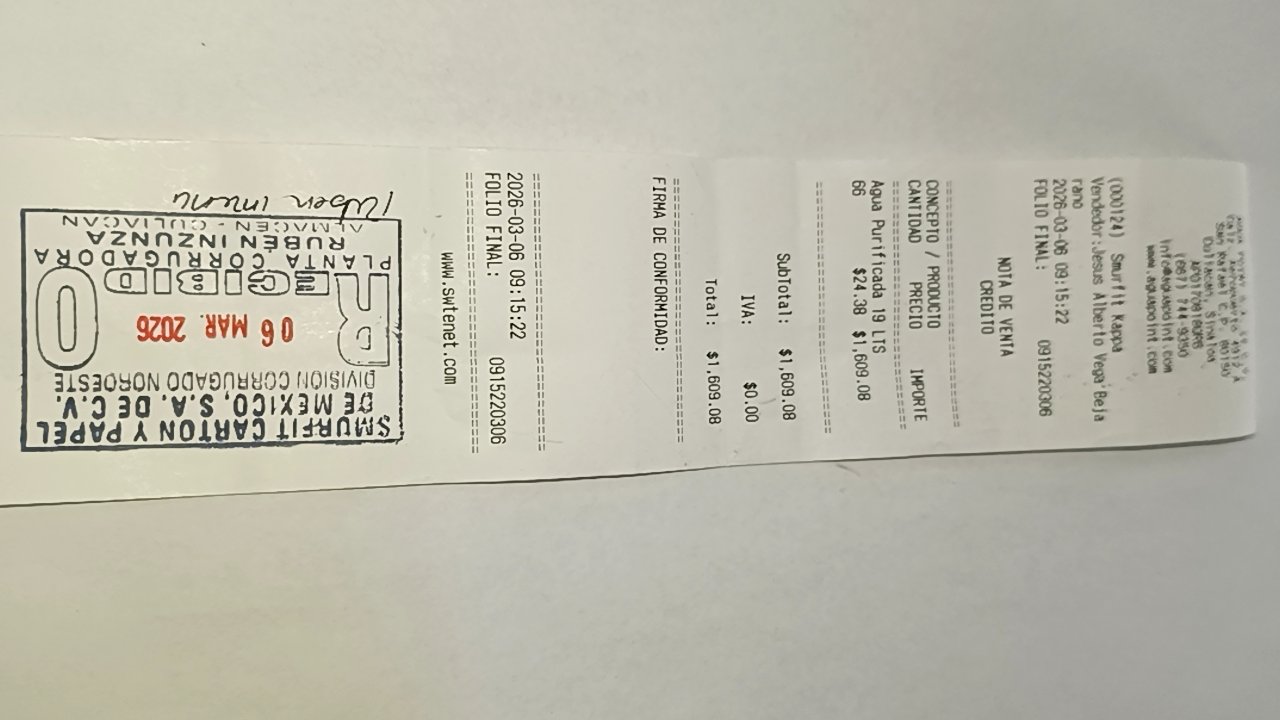 San Rafael C.P. 80150
Culiacán, Sinaloa
(667) 744-9350
info@aguapoint.com
www.aguapoint.com
(000124) Smurfit Kappa
Vendedor:Jesus Alberto Vega Beja
rano
2026-03-06 09:15:22
FOLIO FINAL: 0915220306
NOTA DE VENTA
CREDITO
==============================
CONCEPTO / PRODUCTO
CANTIDAD PRECIO IMPORTE
==============================
Agua Purificada 19 LTS
66 $24.38 $1,609.08
==============================
SubTotal: $1,609.08
IVA: $0.00
Total: $1,609.08
==============================
FIRMA DE CONFORMIDAD:
==============================
2026-03-06 09:15:22
FOLIO FINAL: 0915220306
==============================
www.swtenet.com
SMURFIT CARTON Y PAPEL
DE MEXICO, S.A. DE C.V.
DIVISION CORRUGADO NOROESTE
06 MAR. 2026
RECIBIDO
PLANTA CORRUGADORA
RUBÉN INZUNZA
ALMACEN - CULIACAN
Ruben inzunza